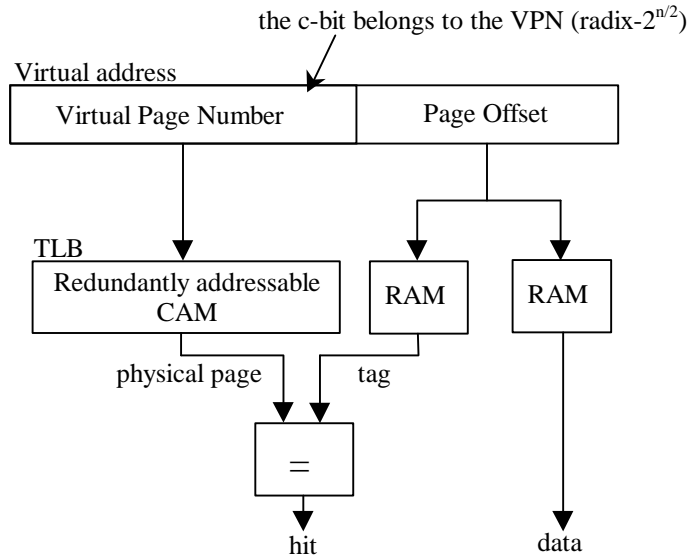 the c-bit belongs to the VPN (radix-2^{n/2})
Virtual address
Virtual Page Number
Page Offset
TLB
Redundantly addressable
CAM
RAM
RAM
physical page
tag
=
hit
data